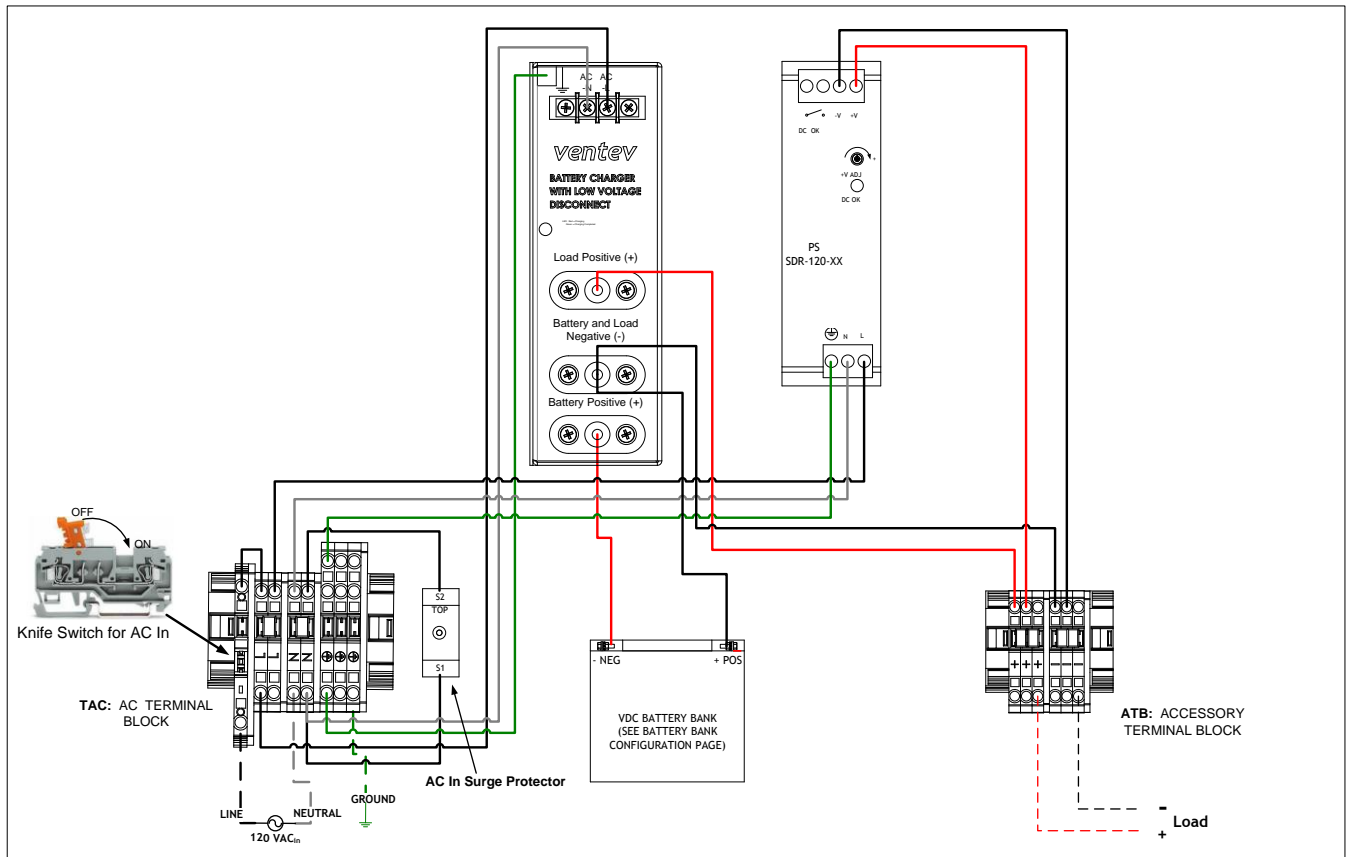 AC AC
-N -L
ventev
BATTERY CHARGER
WITH LOW VOLTAGE
DISCONNECT
Load Positive (+)
Battery and Load
Negative (-)
Battery Positive (+)
-V +V
DC OK
+
+V ADJ
DC OK
PS
SDR-120-XX
N L
OFF
ON
Knife Switch for AC In
TAC: AC TERMINAL
BLOCK
L L N N
S2
TOP
S1
AC In Surge Protector
LINE
NEUTRAL
GROUND
120 VACIn
- NEG + POS
VDC BATTERY BANK
(SEE BATTERY BANK
CONFIGURATION PAGE)
+ + + - - -
ATB: ACCESSORY
TERMINAL BLOCK
-
Load
+